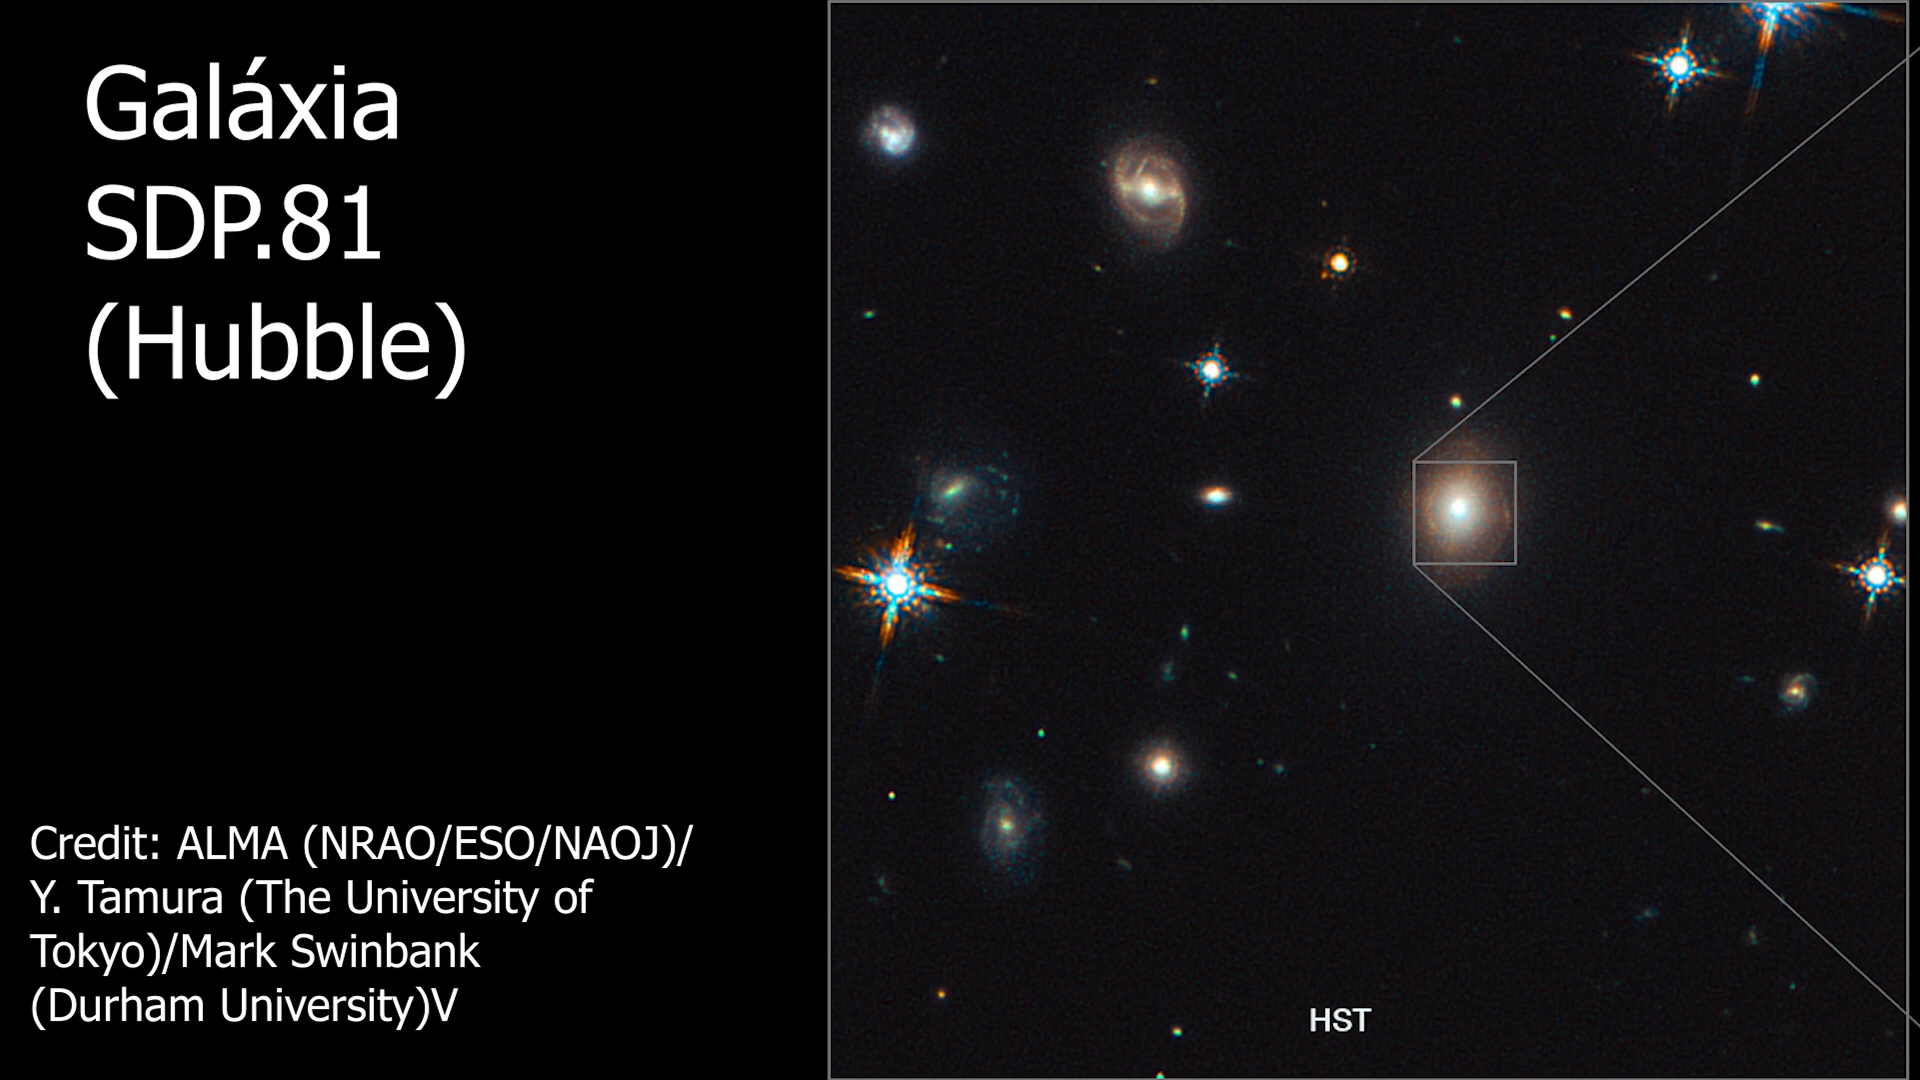 Galáxia
SDP.81
(Hubble)
Credit: ALMA (NRAO/ESO/NAOJ)/
Y. Tamura (The University of
Tokyo)/Mark Swinbank
(Durham University)V
HST